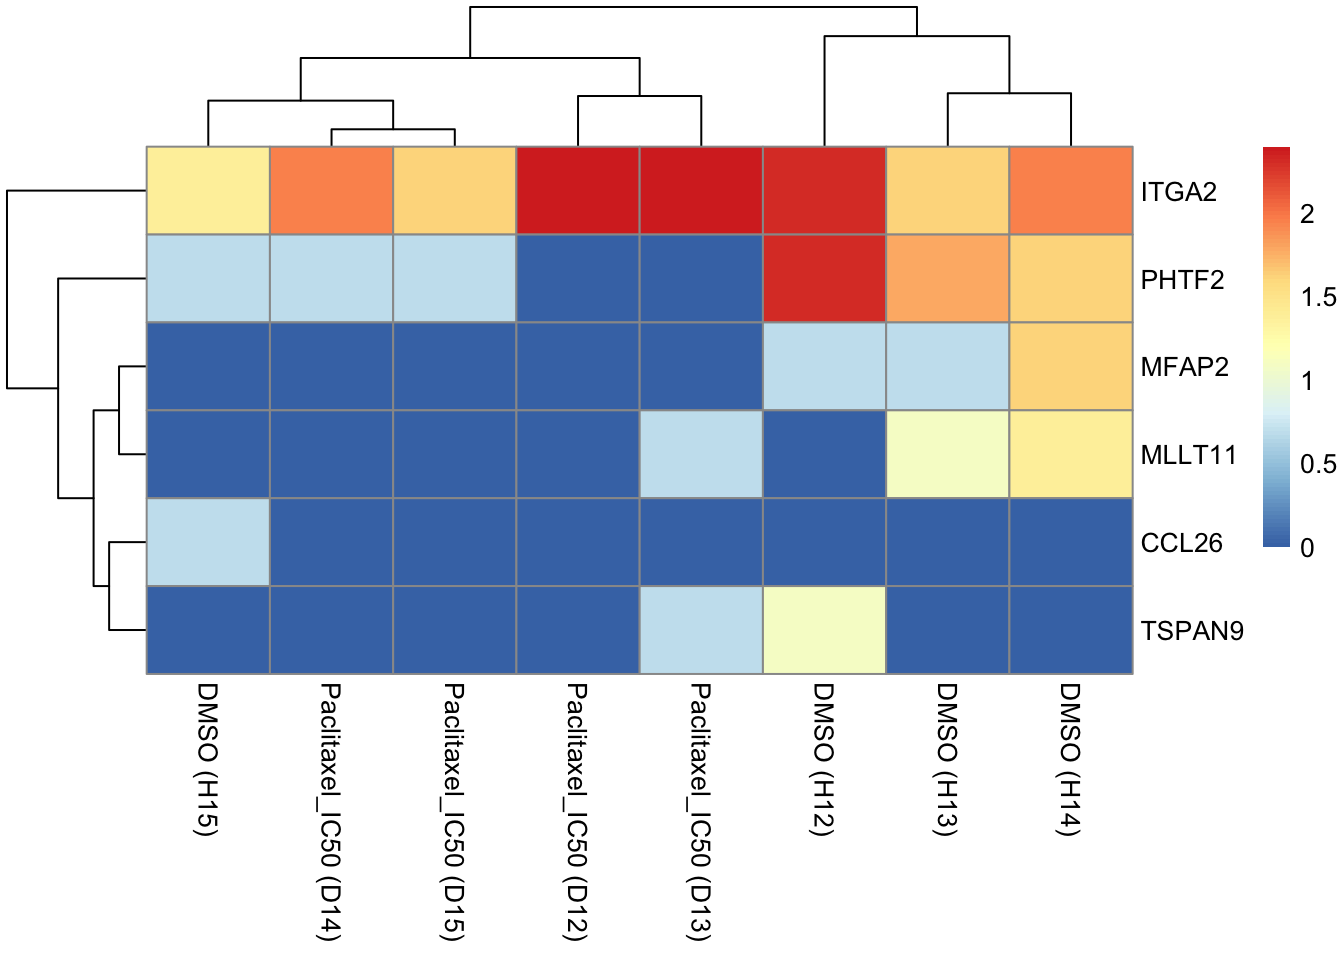 ITGA2
PHTF2
MFAP2
MLLT11
CCL26
TSPAN9
2
1.5
1
0.5
0
DMSO (H15)
Paclitaxel_IC50 (D14)
Paclitaxel_IC50 (D15)
Paclitaxel_IC50 (D12)
Paclitaxel_IC50 (D13)
DMSO (H12)
DMSO (H13)
DMSO (H14)